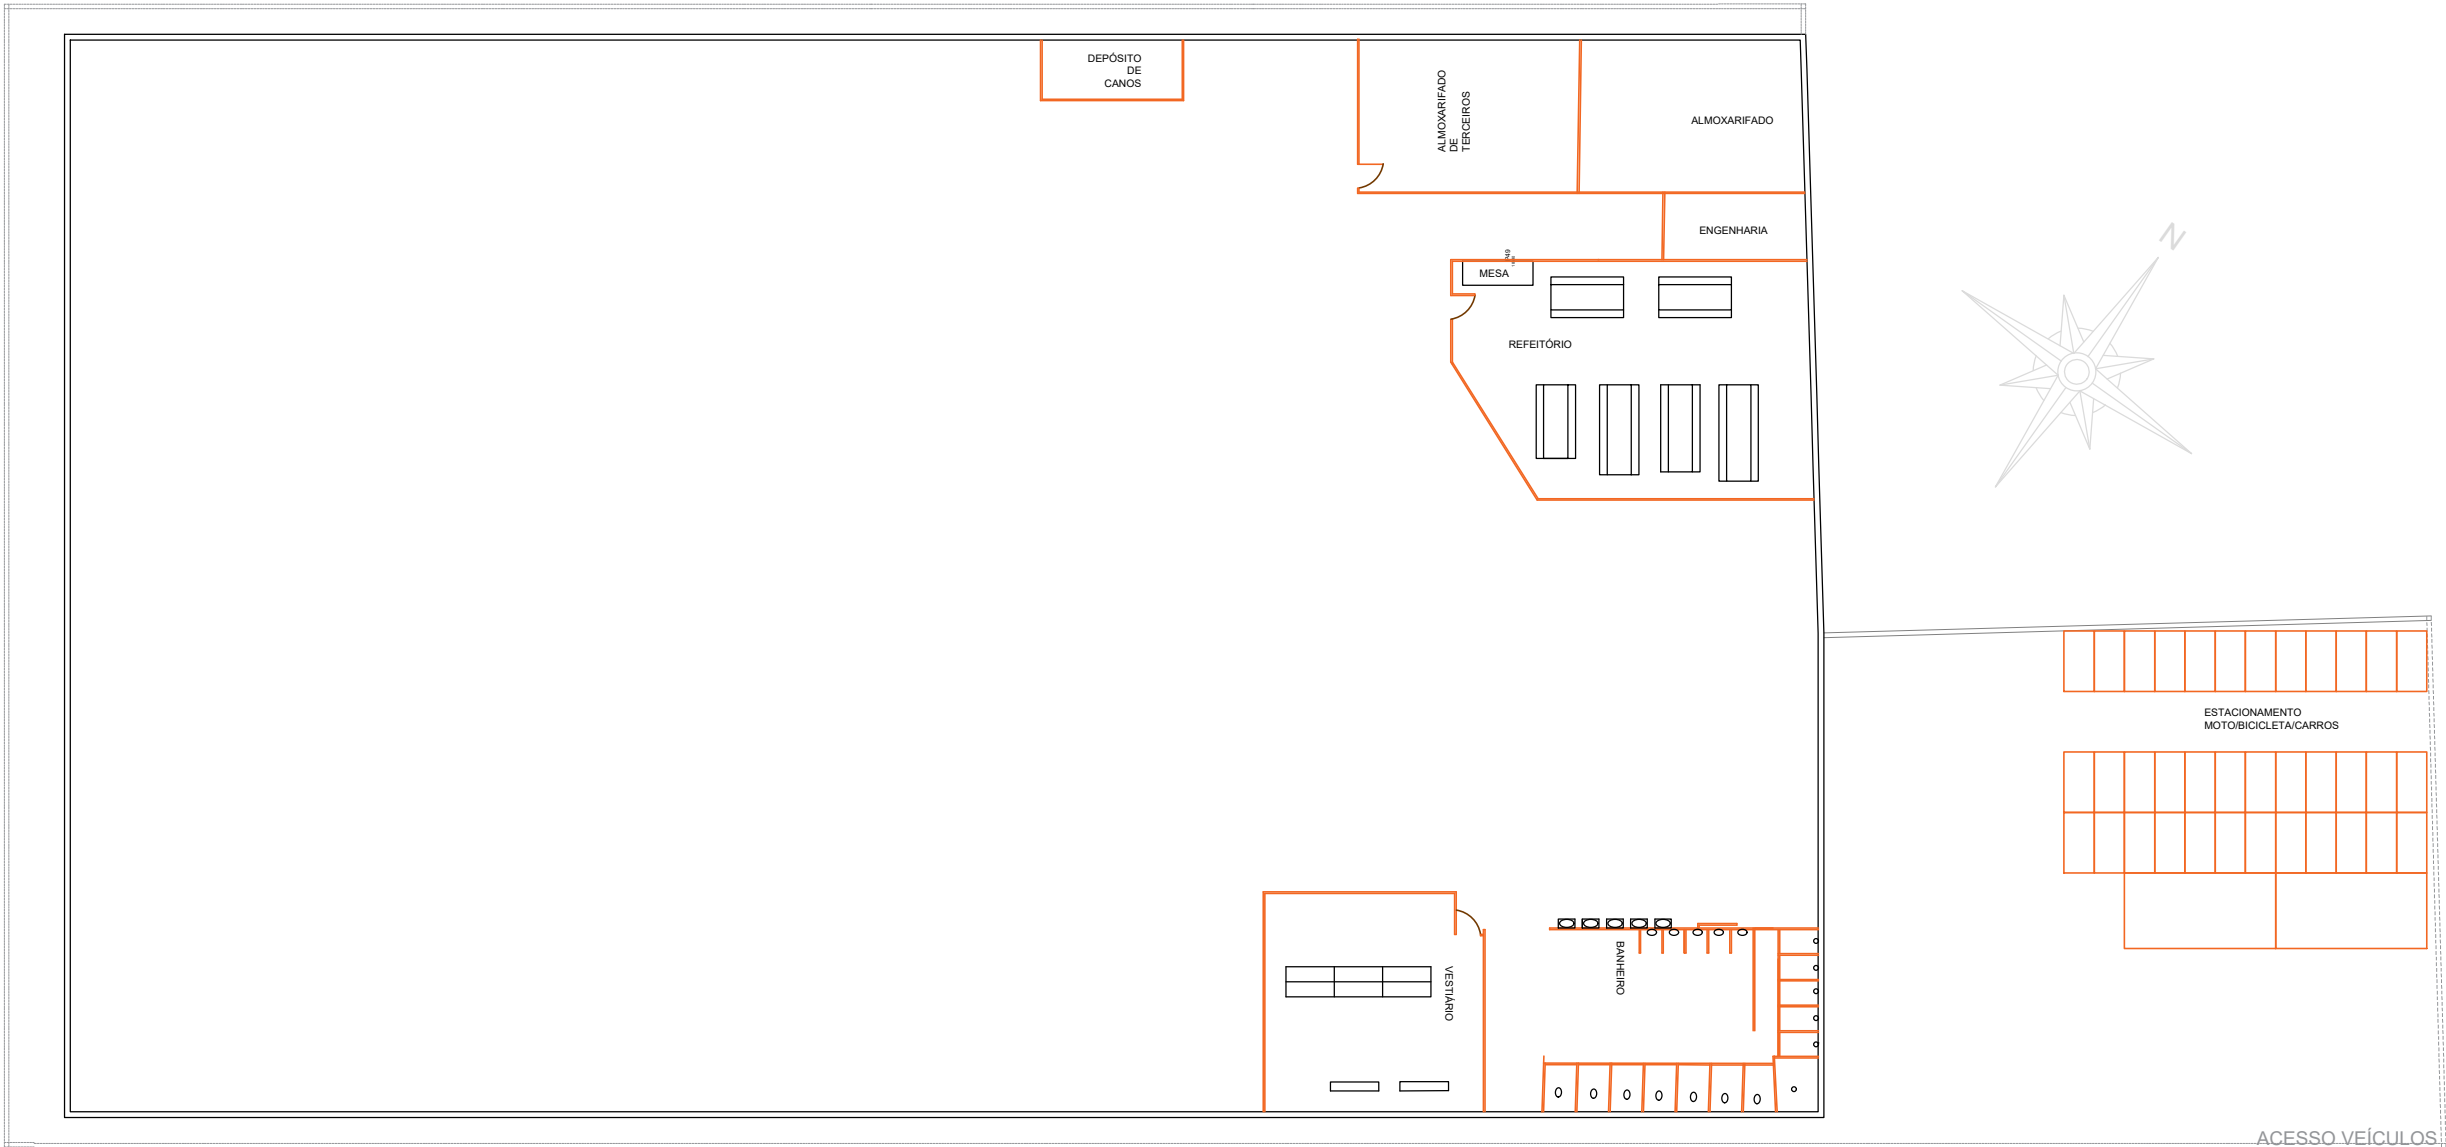 DEPÓSITO
DE
CANOS
ALMOXARIFADO
DE
TERCEIROS
ALMOXARIFADO
ENGENHARIA
MESA
REFEITÓRIO
N
ESTACIONAMENTO
MOTO/BICICLETA/CARROS
VESTIÁRIO
BANHEIRO
ACESSO VEÍCULOS